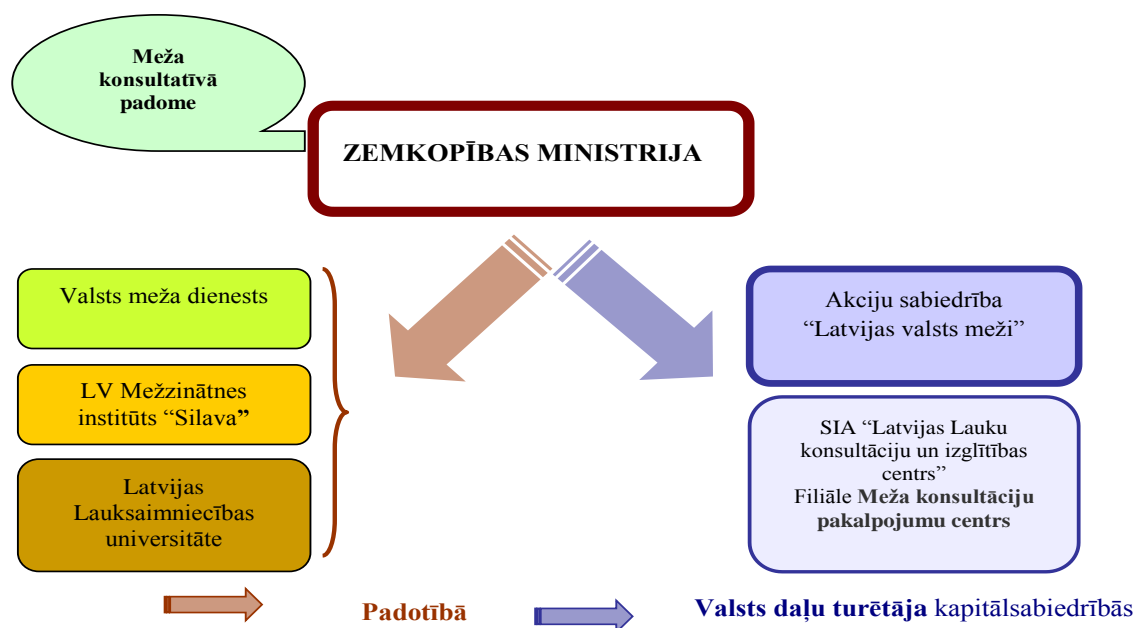 Meža
konsultatīvā
padome
ZEMKOPĪBAS MINISTRIJA
Valsts meža dienests
LV Mežzinātnes
institūts “Silava”
Latvijas
Lauksaimniecības
universitāte
Akciju sabiedrība
“Latvijas valsts meži”
SIA “Latvijas Lauku
konsultāciju un izglītības
centrs”
Filiāle Meža konsultāciju
pakalpojumu centrs
Padotībā
Valsts daļu turētāja kapitālsabiedrībās